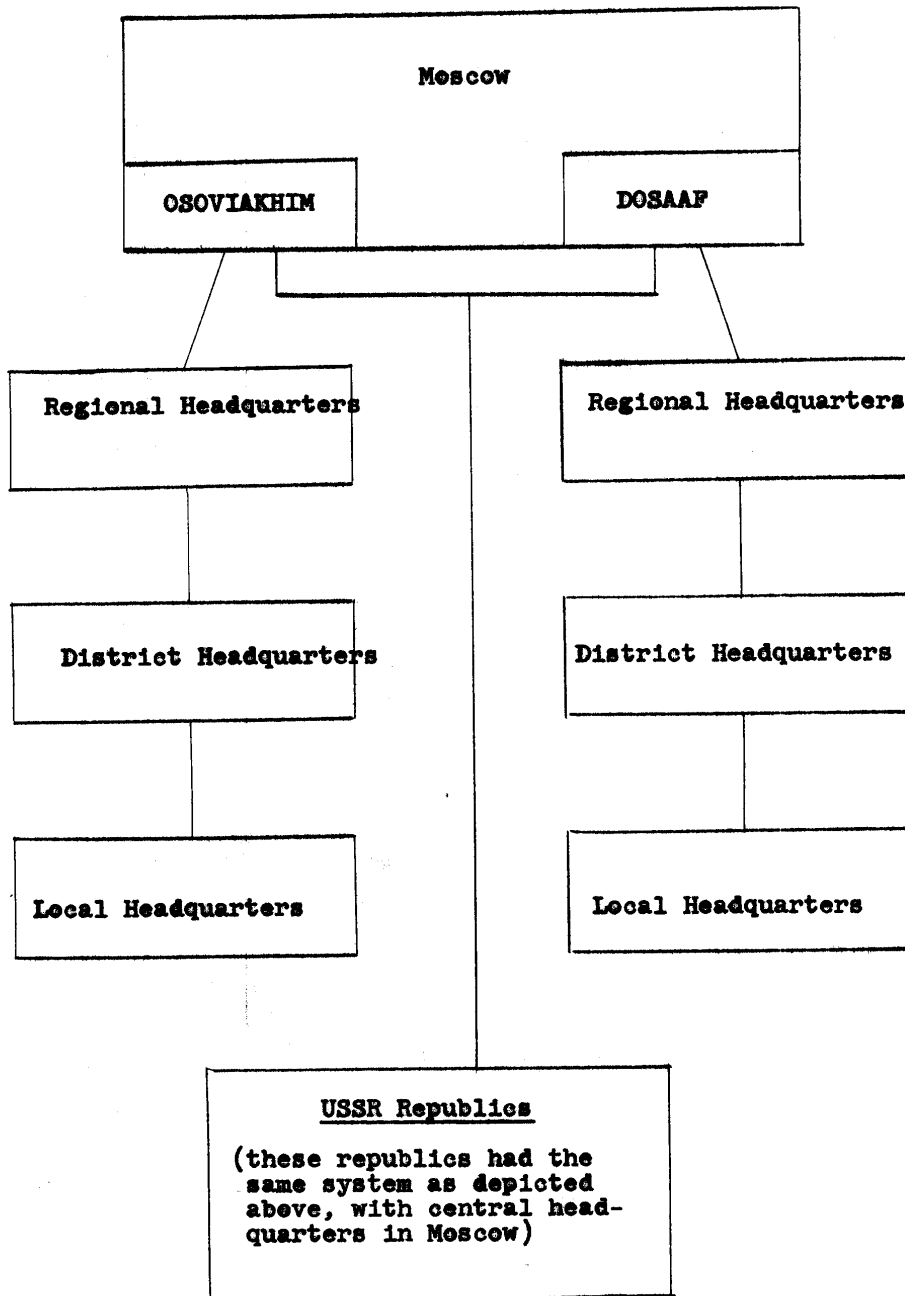 Moscow
OSOVIAKHIM
DOSAAF
Regional Headquarters
Regional Headquarters
District Headquarters
District Headquarters
Local Headquarters
Local Headquarters
USSR Republics
(these republics had the
same system as depicted
above, with central head-
quarters in Moscow)